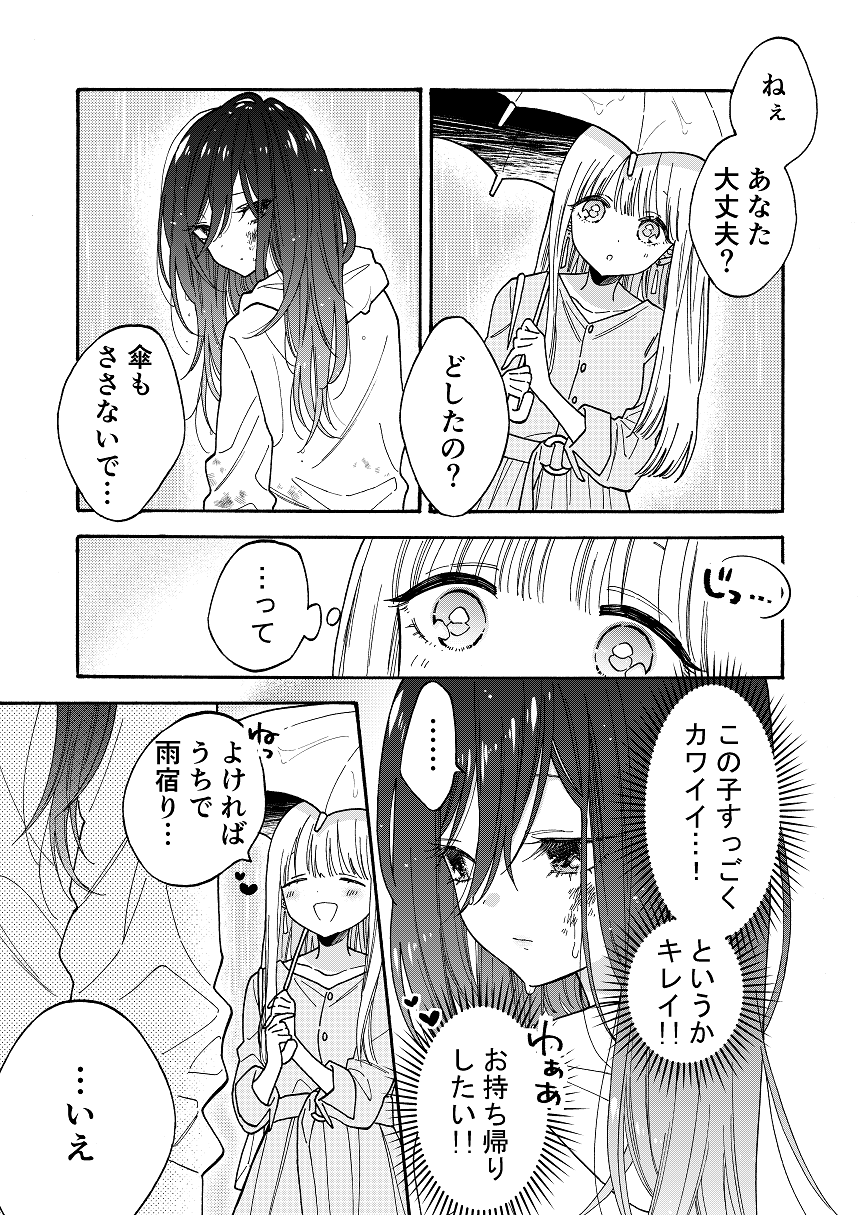 ねぇ
あなた
大丈夫？
どしたの？
傘も
ささないで…
じっ…
…って
この子すっごく
カワイイ…！
というか
キレイ!!
わぁぁ
お持ち帰り
したい!!
……
ねっ
よければ
うちで
雨宿り…
…いえ